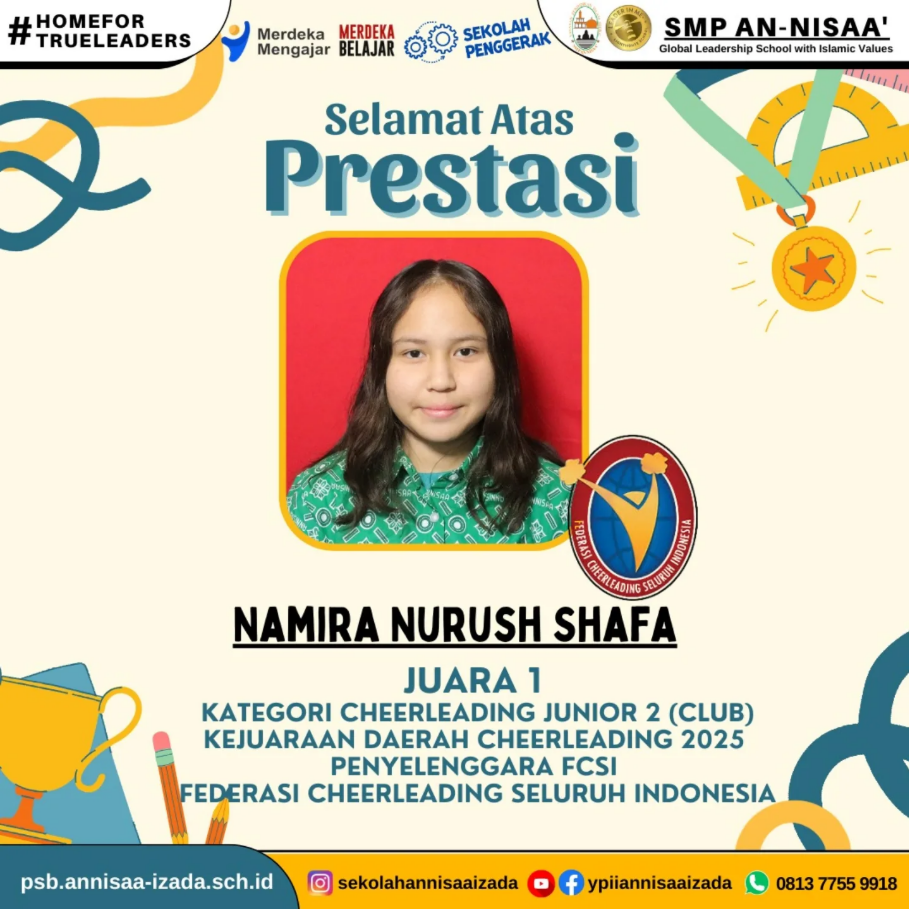 #HOMEFOR
TRUELEADERS
Merdeka
Mengajar
MERDEKA
BELAJAR
SEKOLAH
PENGGERAK
SMP AN-NISAA'
Global Leadership School with Islamic Values
Selamat Atas
Prestasi
FEDERASI CHEERLEADING SELURUH INDONESIA
NAMIRA NURUSH SHAFA
JUARA 1
KATEGORI CHEERLEADING JUNIOR 2 (CLUB)
KEJUARAAN DAERAH CHEERLEADING 2025
PENYELENGGARA FCSI
FEDERASI CHEERLEADING SELURUH INDONESIA
psb.annisaa-izada.sch.id
sekolahannisaaizada
ypiiannisaaizada
0813 7755 9918